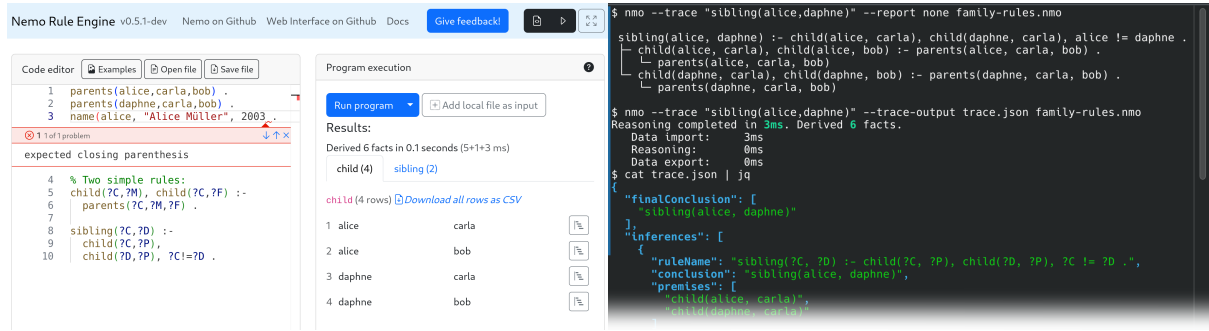 Nemo Rule Engine v0.5.1-dev Nemo on Github Web Interface on Github Docs Give feedback!
Code editor Examples Open file Save file
1 parents(alice,carla,bob) .
2 parents(daphne,carla,bob) .
3 name(alice, "Alice Müller", 2003 .
1 1 of 1 problem
expected closing parenthesis
4 % Two simple rules:
5 child(?C,?M), child(?C,?F) :-
6 parents(?C,?M,?F) .
7
8 sibling(?C,?D) :-
9 child(?C,?P),
10 child(?D,?P), ?C!=?D .
Program execution
Run program Add local file as input
Results:
Derived 6 facts in 0.1 seconds (5+1+3 ms)
child (4) sibling (2)
child (4 rows) Download all rows as CSV
1 alice carla
2 alice bob
3 daphne carla
4 daphne bob
$ nmo --trace "sibling(alice,daphne)" --report none family-rules.nmo
sibling(alice, daphne) :- child(alice, carla), child(daphne, carla), alice != daphne .
├─ child(alice, carla), child(alice, bob) :- parents(alice, carla, bob) .
│  └─ parents(alice, carla, bob)
└─ child(daphne, carla), child(daphne, bob) :- parents(daphne, carla, bob) .
└─ parents(daphne, carla, bob)
$ nmo --trace "sibling(alice,daphne)" --trace-output trace.json family-rules.nmo
Reasoning completed in 3ms. Derived 6 facts.
Data import: 3ms
Reasoning: 0ms
Data export: 0ms
$ cat trace.json | jq
{
"finalConclusion": [
"sibling(alice, daphne)"
],
"inferences": [
{
"ruleName": "sibling(?C, ?D) :- child(?C, ?P), child(?D, ?P), ?C != ?D .",
"conclusion": "sibling(alice, daphne)",
"premises": [
"child(alice, carla)",
"child(daphne, carla)"
]